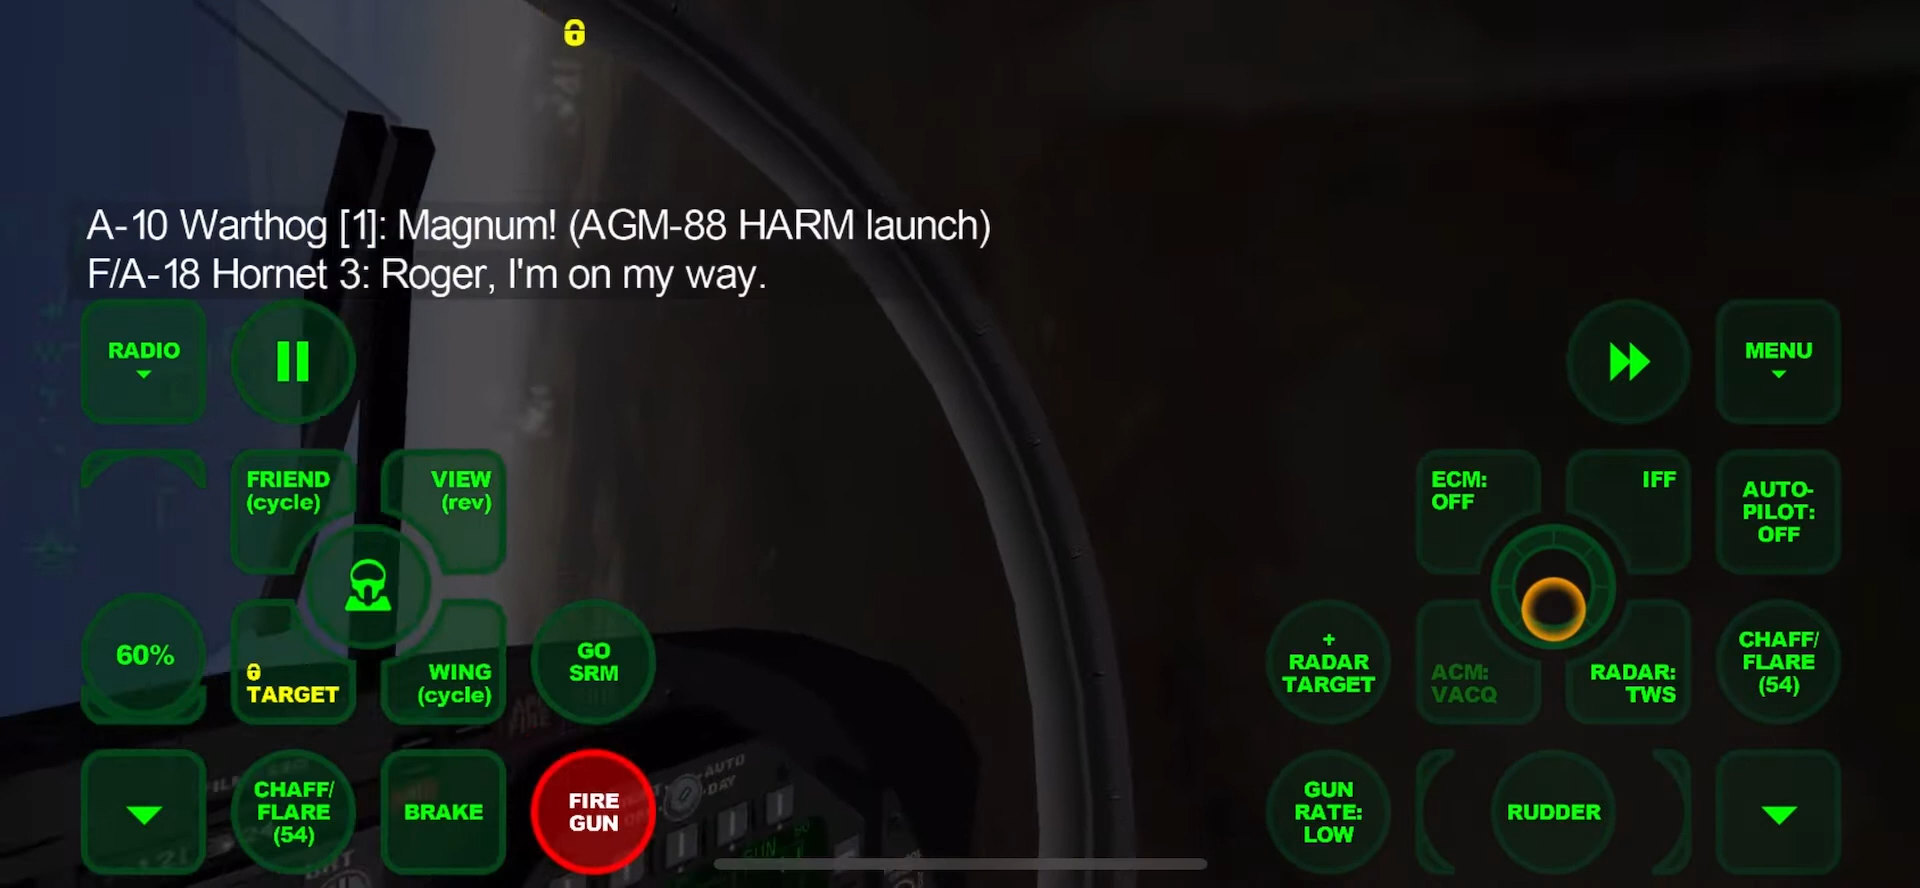 A-10 Warthog [1]: Magnum! (AGM-88 HARM launch)
F/A-18 Hornet 3: Roger, I'm on my way.
RADIO
MENU
FRIEND
(cycle)
VIEW
(rev)
ECM:
OFF
IFF
AUTO-
PILOT:
OFF
60%
TARGET
WING
(cycle)
GO
SRM
+
RADAR
TARGET
ACM:
VACQ
RADAR:
TWS
CHAFF/
FLARE
(54)
CHAFF/
FLARE
(54)
BRAKE
FIRE
GUN
AUTO
DAY
GUN
RATE:
LOW
RUDDER